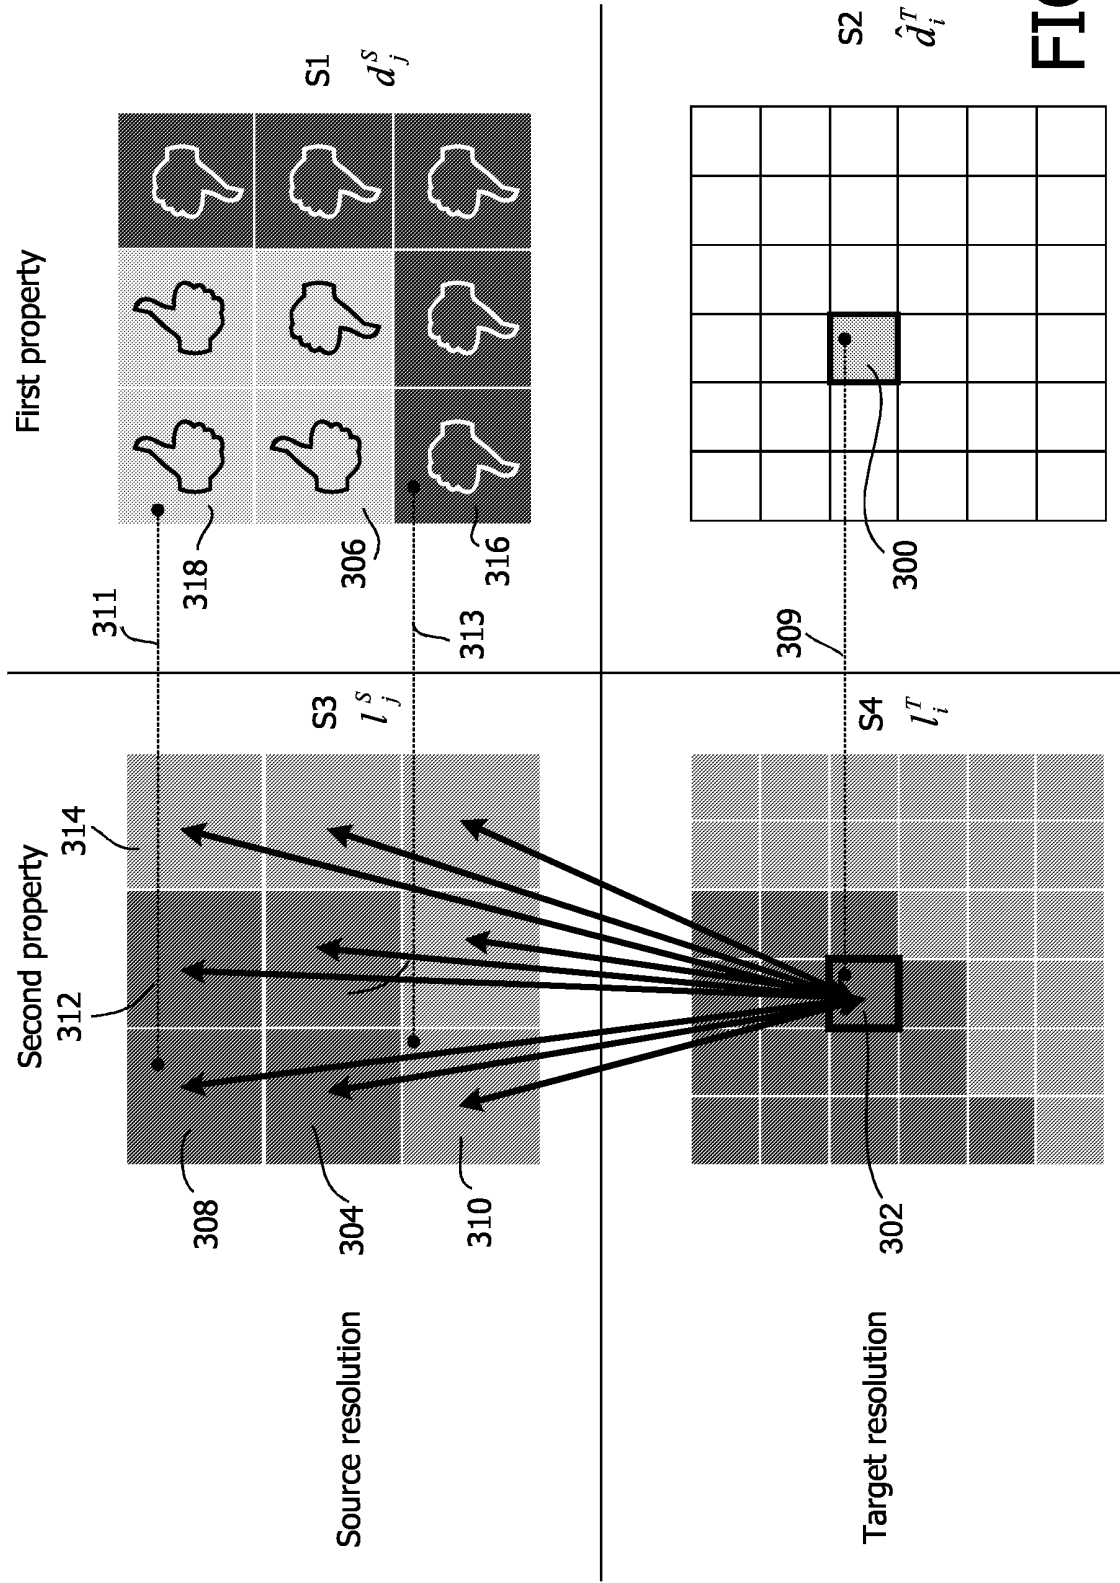 Second property
First property
312
314
311
308
318
Source resolution
304
S3
306
S1
l_j^S
d_j^S
310
313
316
309
Target resolution
302
S4
300
S2
l_i^T
d̂_i^T